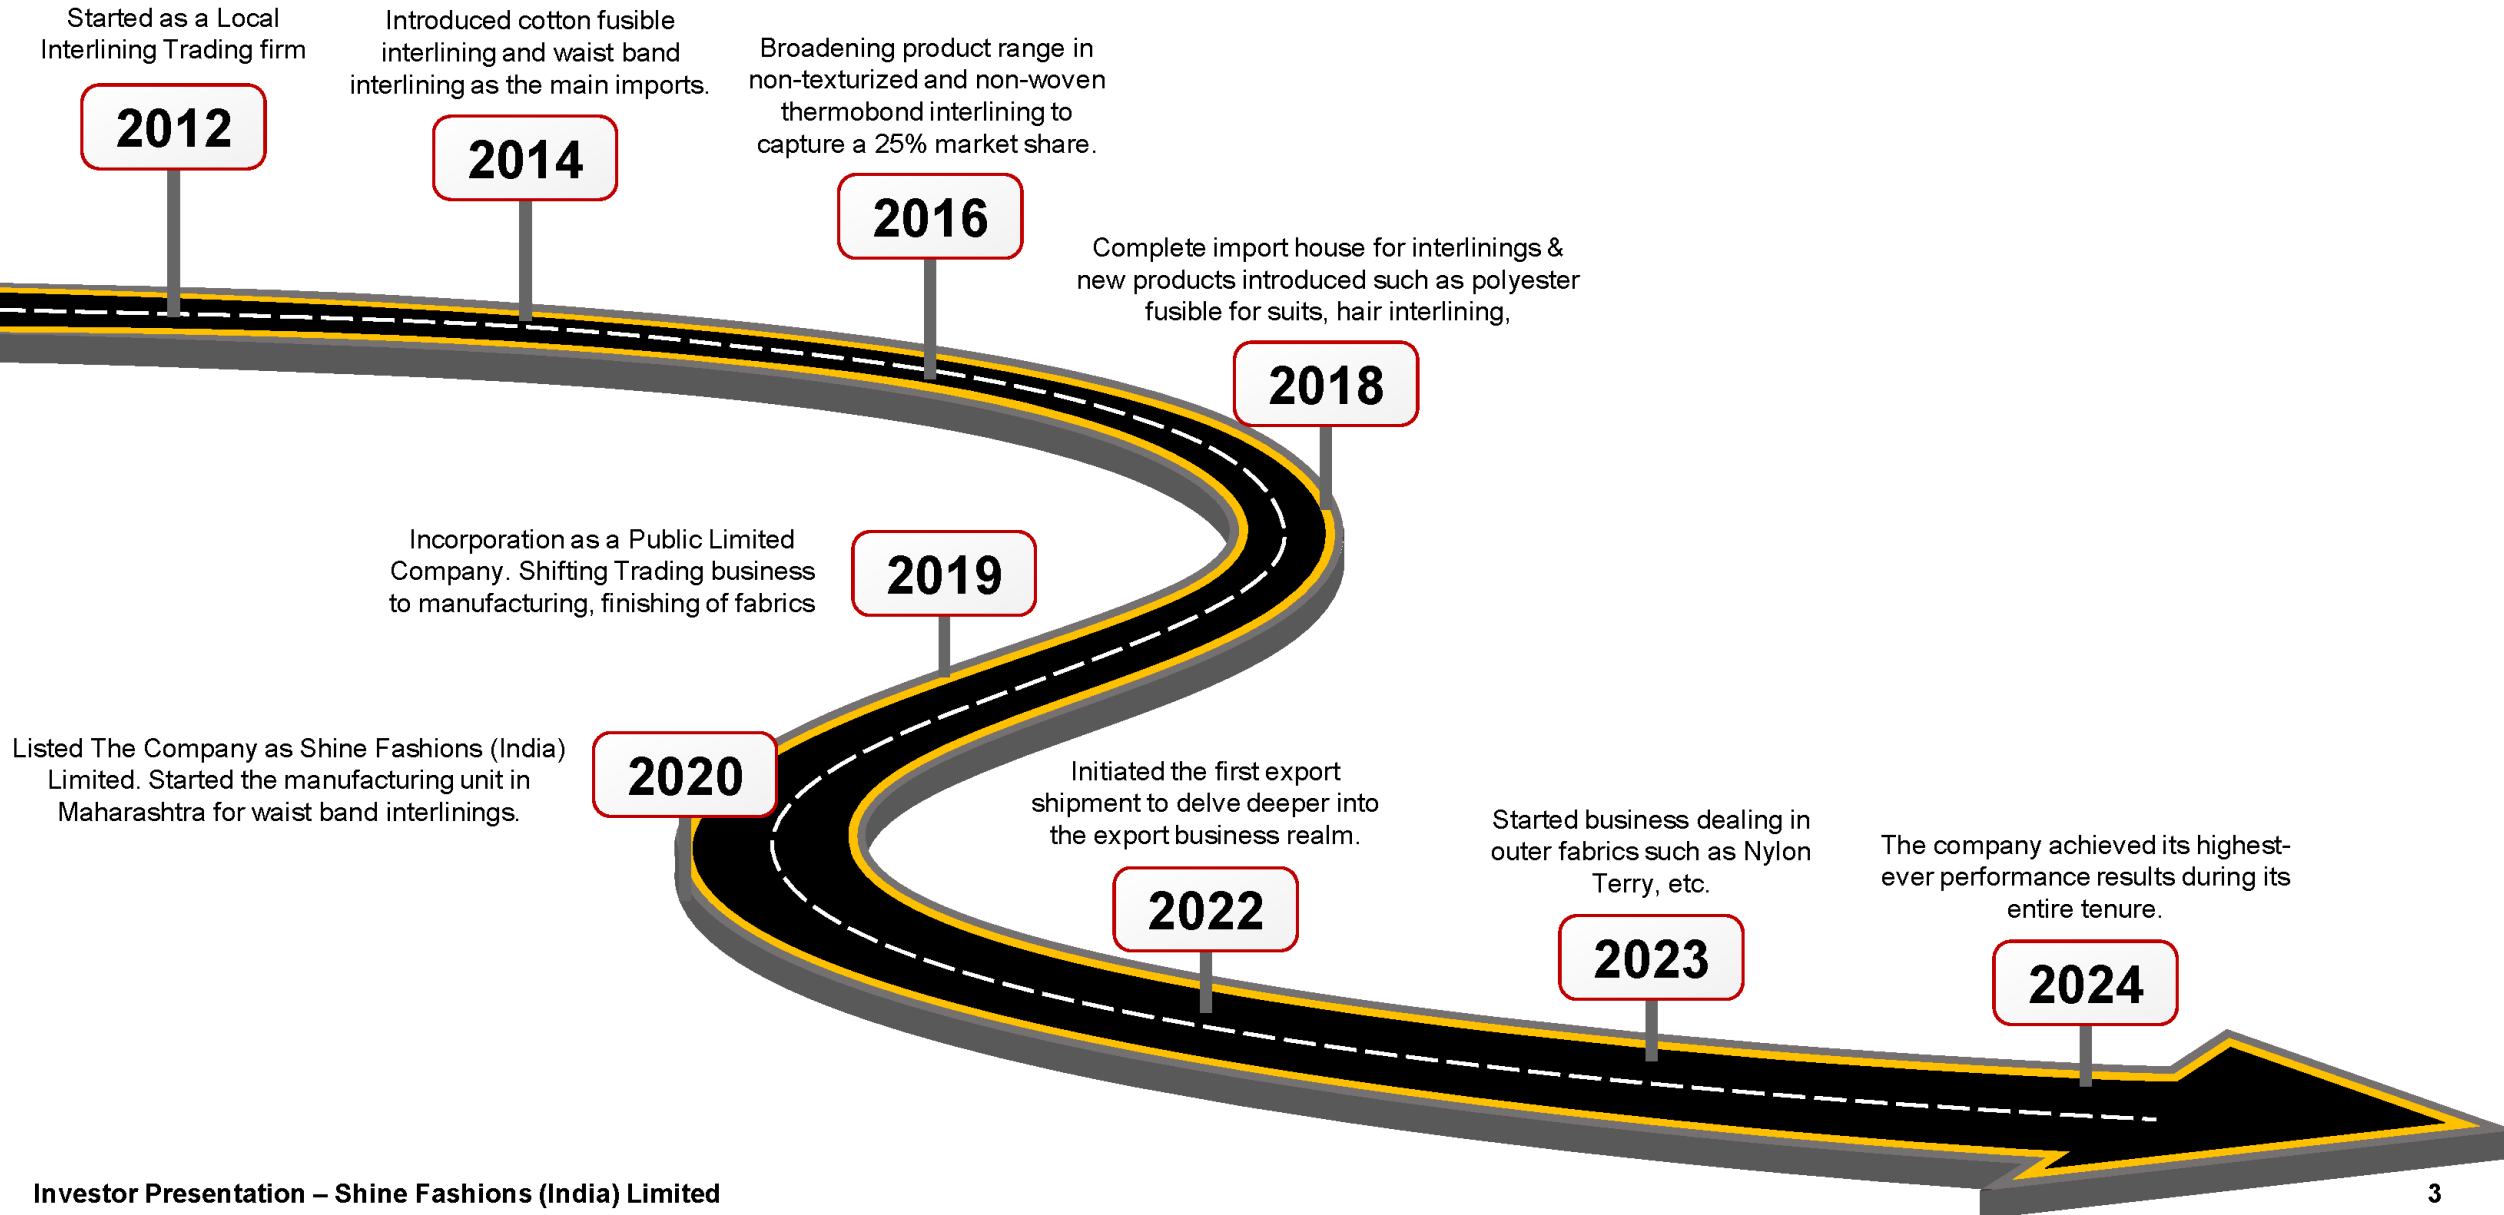 Started as a Local
Interlining Trading firm
2012
Introduced cotton fusible
interlining and waist band
interlining as the main imports.
2014
Broadening product range in
non-texturized and non-woven
thermobond interlining to
capture a 25% market share.
2016
Complete import house for interlinings &
new products introduced such as polyester
fusible for suits, hair interlining,
2018
Incorporation as a Public Limited
Company. Shifting Trading business
to manufacturing, finishing of fabrics
2019
Listed The Company as Shine Fashions (India)
Limited. Started the manufacturing unit in
Maharashtra for waist band interlinings.
2020
Initiated the first export
shipment to delve deeper into
the export business realm.
2022
Started business dealing in
outer fabrics such as Nylon
Terry, etc.
2023
The company achieved its highest-
ever performance results during its
entire tenure.
2024
Investor Presentation – Shine Fashions (India) Limited
3